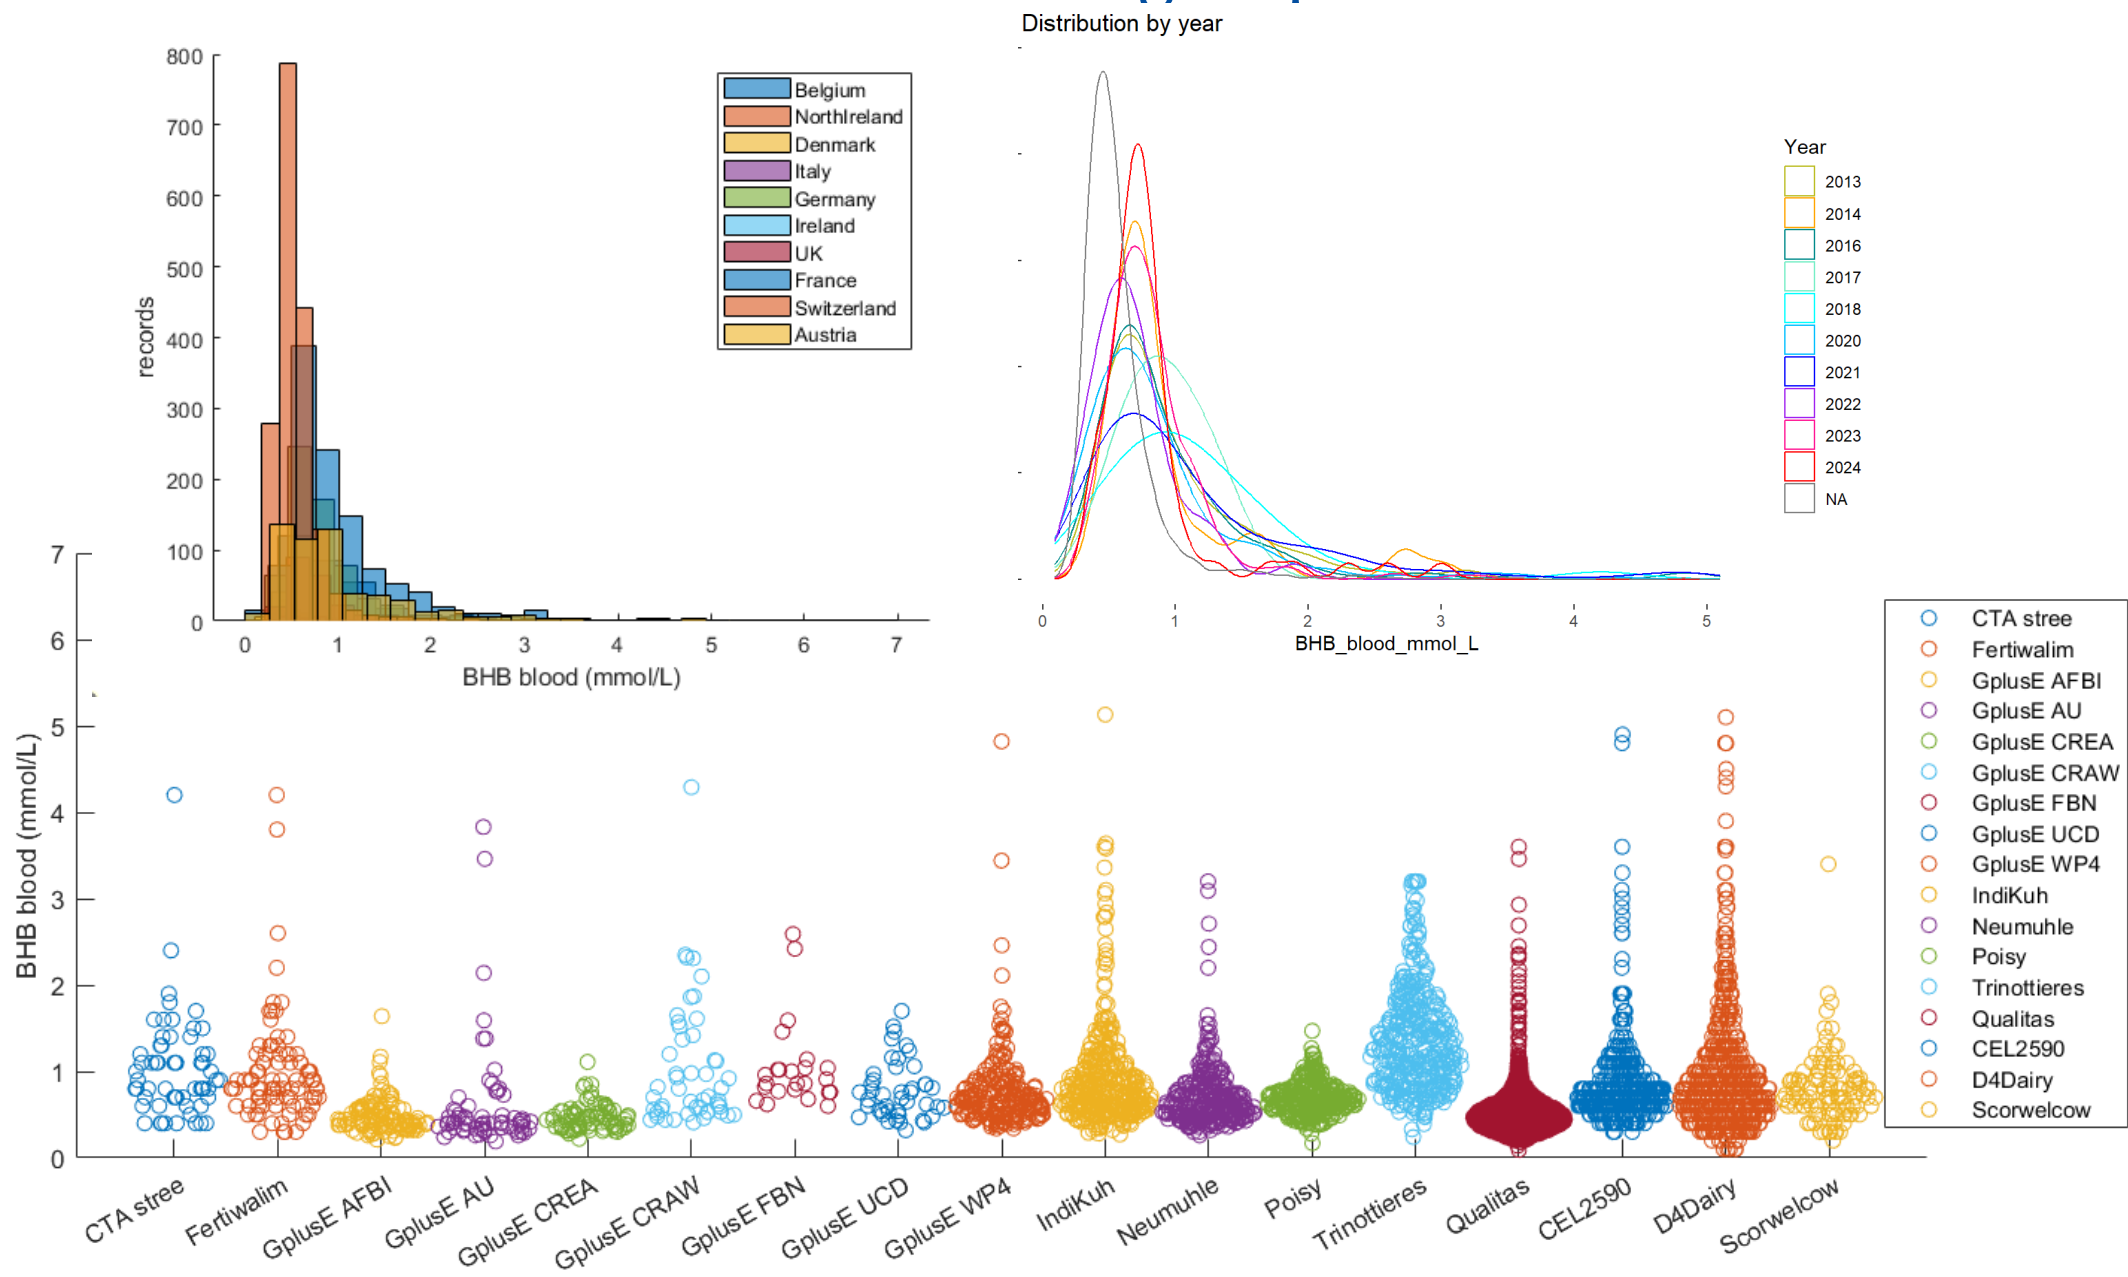 Distribution by year
800
700
600
500
400
300
200
100
0
records
0 1 2 3 4 5 6 7
BHB blood (mmol/L)
Belgium
NorthIreland
Denmark
Italy
Germany
Ireland
UK
France
Switzerland
Austria
0 1 2 3 4 5
BHB_blood_mmol_L
Year
2013
2014
2016
2017
2018
2020
2021
2022
2023
2024
NA
7
6
5
4
3
2
1
0
BHB blood (mmol/L)
CTA stree
Fertiwalim
GplusE AFBI
GplusE AU
GplusE CREA
GplusE CRAW
GplusE FBN
GplusE UCD
GplusE WP4
IndiKuh
Neumuhle
Poisy
Trinottieres
Qualitas
CEL2590
D4Dairy
Scorwelcow
CTA stree
Fertiwalim
GplusE AFBI
GplusE AU
GplusE CREA
GplusE CRAW
GplusE FBN
GplusE UCD
GplusE WP4
IndiKuh
Neumuhle
Poisy
Trinottieres
Qualitas
CEL2590
D4Dairy
Scorwelcow